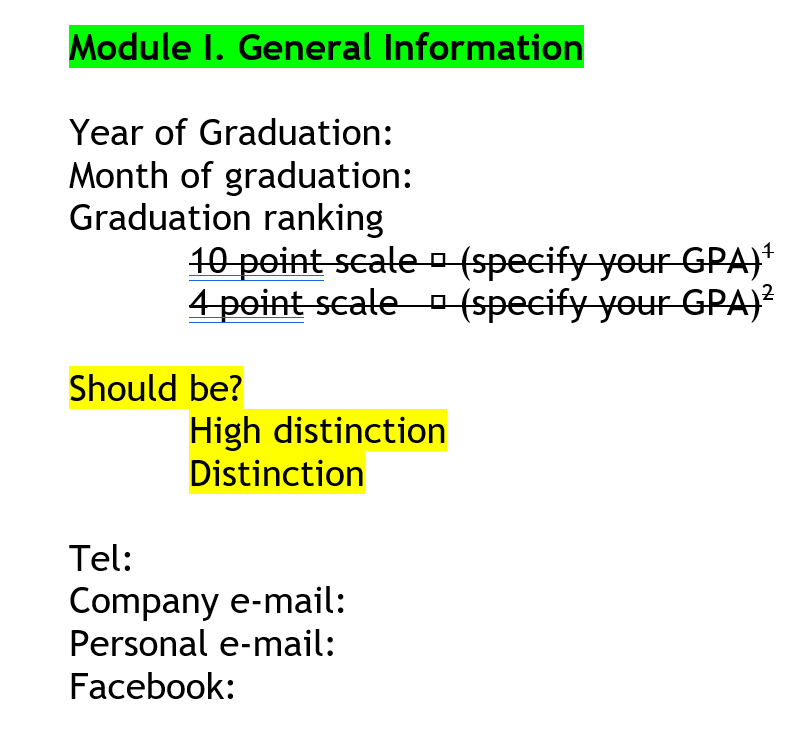 Module I. General Information
Year of Graduation:
Month of graduation:
Graduation ranking
10 point scale □ (specify your GPA)¹
4 point scale □ (specify your GPA)²
Should be?
High distinction
Distinction
Tel:
Company e-mail:
Personal e-mail:
Facebook: